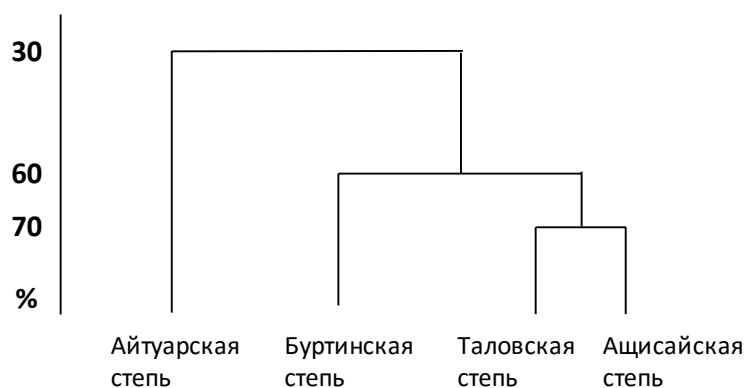 30
60
70
%
Айтуарская степь
Буртинская степь
Таловская степь
Ащисайская степь